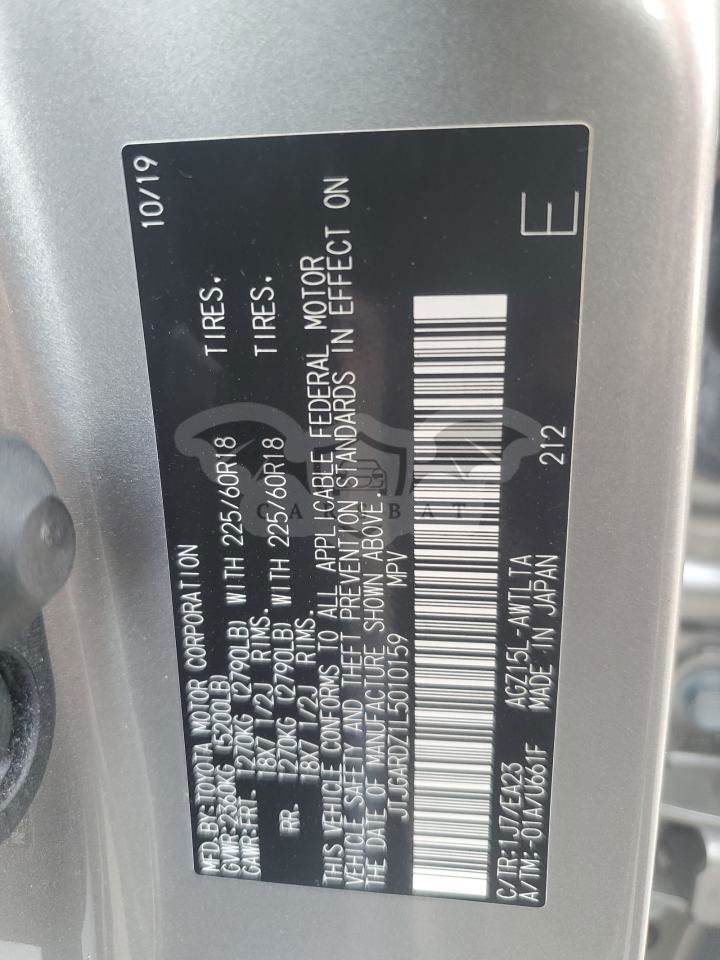 MFD.BY:TOYOTA MOTOR CORPORATION 10/19
GVWR:2360KG (5200LB)
GAWR:FRT. 1270KG (2790LB) WITH 225/60R18 TIRES.
18X7 1/2J RIMS.
RR. 1270KG (2790LB) WITH 225/60R18 TIRES.
18X7 1/2J RIMS.
THIS VEHICLE CONFORMS TO ALL APPLICABLE FEDERAL MOTOR
VEHICLE SAFETY AND THEFT PREVENTION STANDARDS IN EFFECT ON
THE DATE OF MANUFACTURE SHOWN ABOVE.
JTJGARDZ1L5010159 MPV
C/TR:1J7/EA23 AGZ15L-AWTLTA 212
A/TM:-01A/U661F MADE IN JAPAN E
CAR BAT